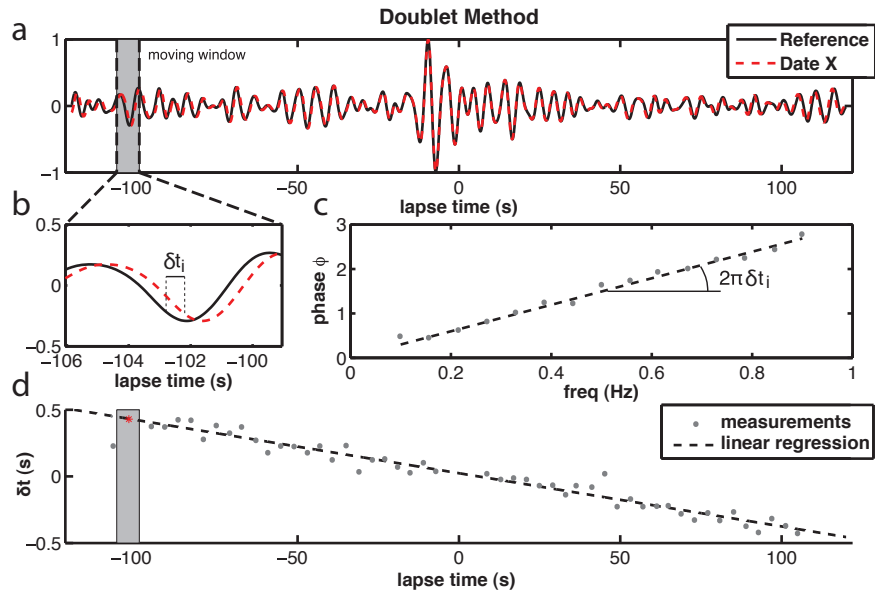 Doublet Method
a
moving window
Reference
Date X
1
0
−1
−100
−50
0
50
100
lapse time (s)
b
0.5
0
−0.5
δti
−106
−104
−102
−100
lapse time (s)
c
phase ϕ
3
2
1
0
2πδti
0
0.2
0.4
0.6
0.8
1
freq (Hz)
d
δt (s)
0.5
0
−0.5
measurements
linear regression
−100
−50
0
50
100
lapse time (s)